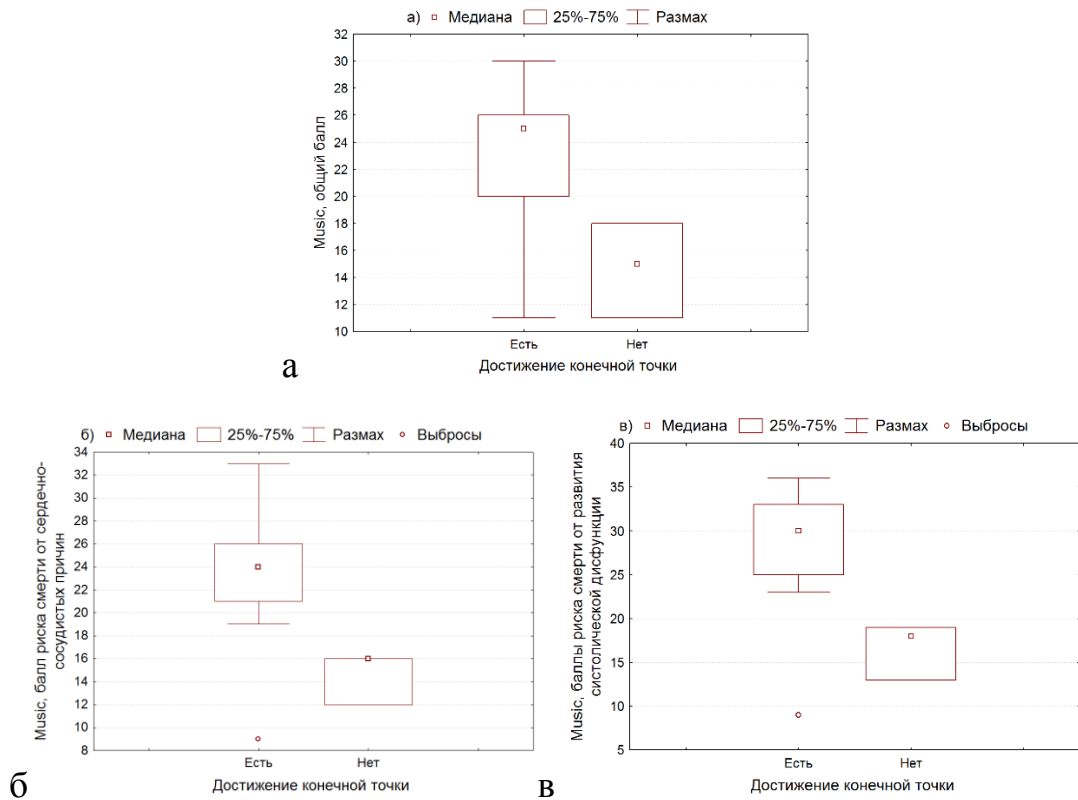 а) Медиана 25%-75% Размах
Music, общий балл
32
30
28
26
24
22
20
18
16
14
12
10
Есть Нет
Достижение конечной точки
а
б) Медиана 25%-75% Размах Выбросы
Music, балл риска смерти от сердечно-
сосудистых причин
34
32
30
28
26
24
22
20
18
16
14
12
10
8
Есть Нет
Достижение конечной точки
б
в) Медиана 25%-75% Размах Выбросы
Music, баллы риска смерти от развития
систолической дисфункции
40
35
30
25
20
15
10
5
Есть Нет
Достижение конечной точки
в